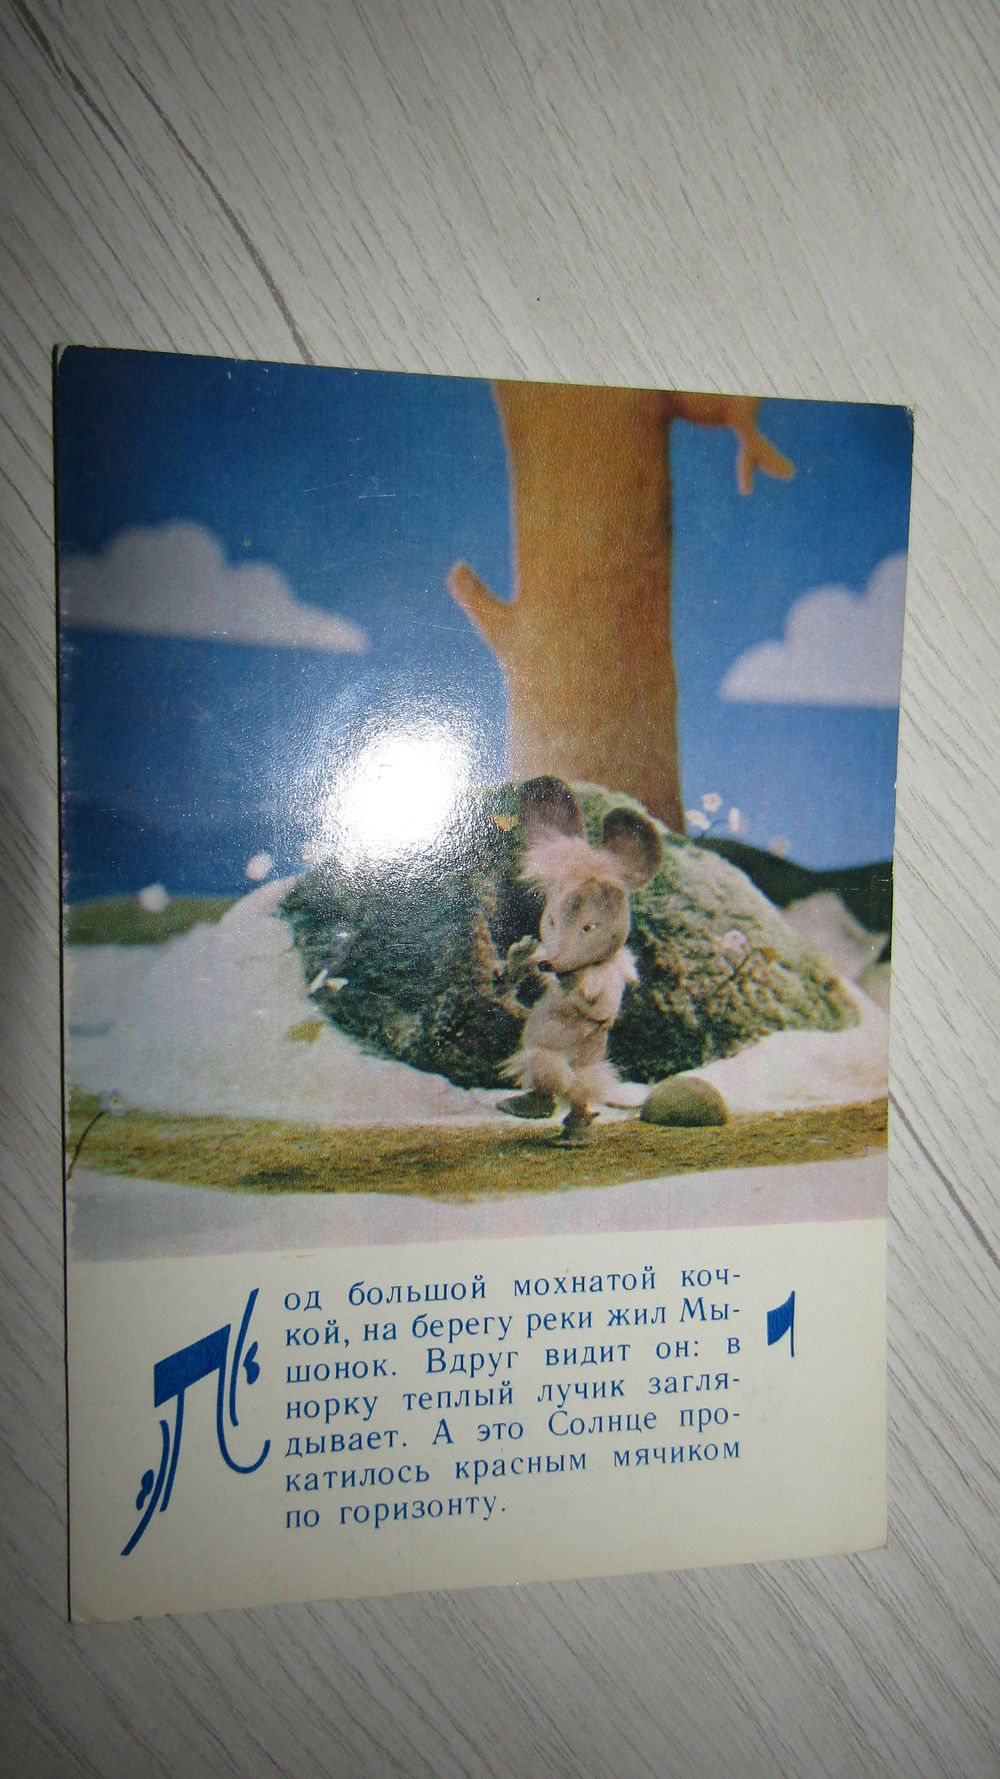 Под большой мохнатой коч-
кой, на берегу реки жил Мы-
шонок. Вдруг видит он: в
норку теплый лучик загля-
дывает. А это Солнце про-
катилось красным мячиком
по горизонту.
1